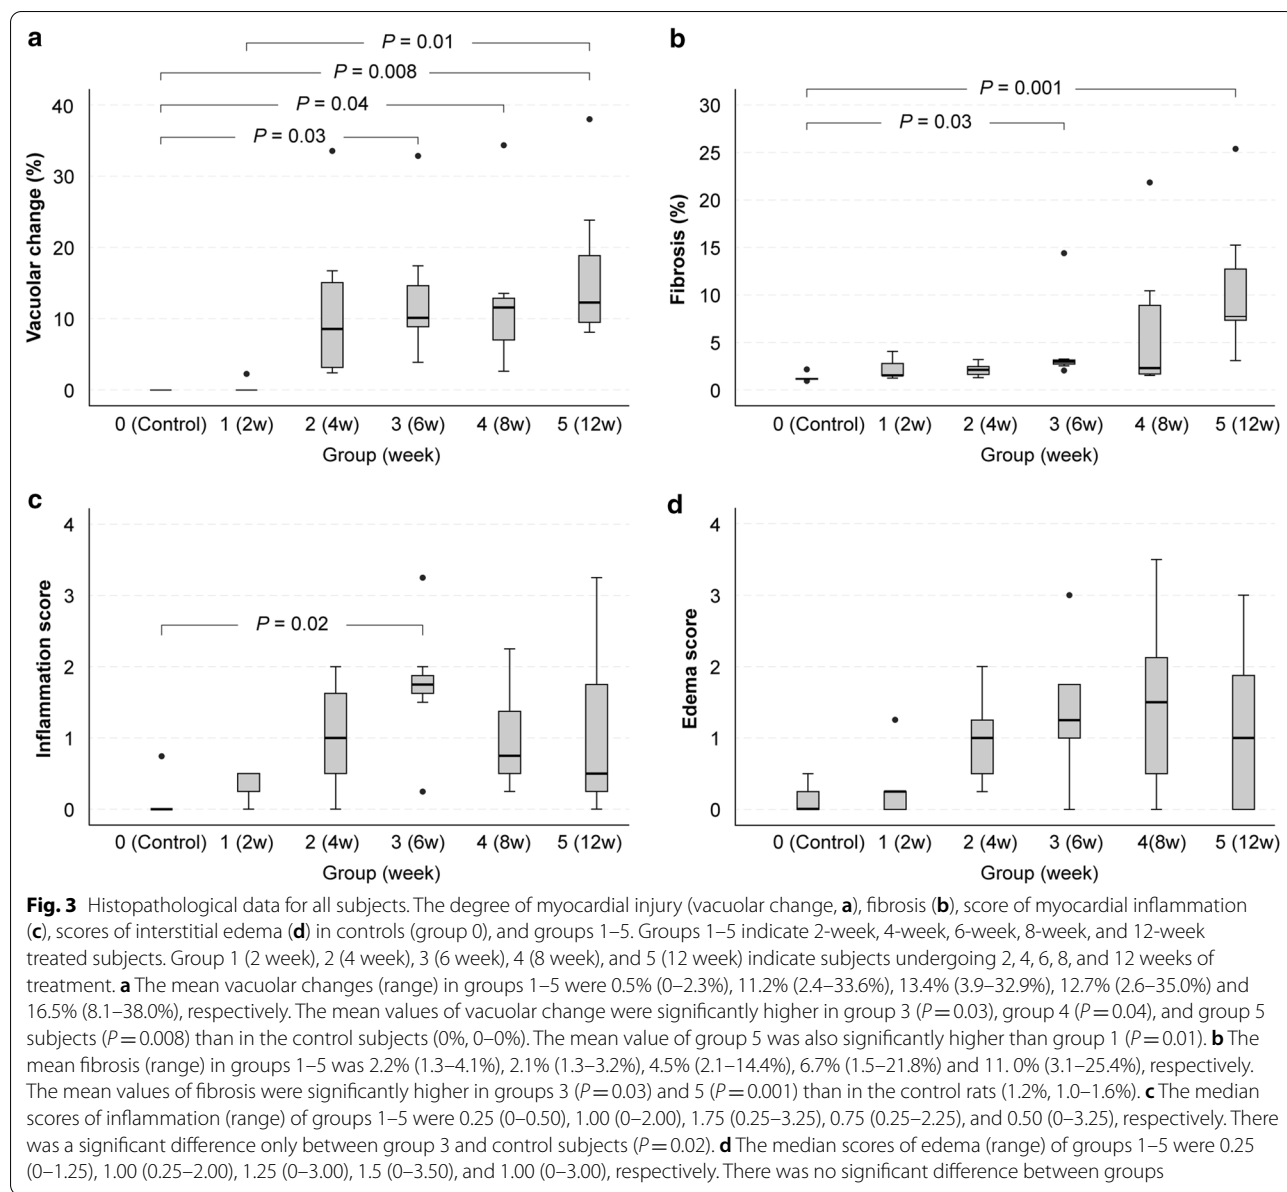 a
P = 0.01
P = 0.008
P = 0.04
P = 0.03
40
30
20
10
0
Vacuolar change (%)
0 (Control) 1 (2w) 2 (4w) 3 (6w) 4 (8w) 5 (12w)
Group (week)
b
P = 0.001
P = 0.03
30
25
20
15
10
5
0
Fibrosis (%)
0 (Control) 1 (2w) 2 (4w) 3 (6w) 4 (8w) 5 (12w)
Group (week)
c
P = 0.02
4
3
2
1
0
Inflammation score
0 (Control) 1 (2w) 2 (4w) 3 (6w) 4 (8w) 5 (12w)
Group (week)
d
4
3
2
1
0
Edema score
0 (Control) 1 (2w) 2 (4w) 3 (6w) 4(8w) 5 (12w)
Group (week)
Fig. 3 Histopathological data for all subjects. The degree of myocardial injury (vacuolar change, a), fibrosis (b), score of myocardial inflammation
(c), scores of interstitial edema (d) in controls (group 0), and groups 1–5. Groups 1–5 indicate 2-week, 4-week, 6-week, 8-week, and 12-week
treated subjects. Group 1 (2 week), 2 (4 week), 3 (6 week), 4 (8 week), and 5 (12 week) indicate subjects undergoing 2, 4, 6, 8, and 12 weeks of
treatment. a The mean vacuolar changes (range) in groups 1–5 were 0.5% (0–2.3%), 11.2% (2.4–33.6%), 13.4% (3.9–32.9%), 12.7% (2.6–35.0%) and
16.5% (8.1–38.0%), respectively. The mean values of vacuolar change were significantly higher in group 3 (P = 0.03), group 4 (P = 0.04), and group 5
subjects (P = 0.008) than in the control subjects (0%, 0–0%). The mean value of group 5 was also significantly higher than group 1 (P = 0.01). b The
mean fibrosis (range) in groups 1–5 was 2.2% (1.3–4.1%), 2.1% (1.3–3.2%), 4.5% (2.1–14.4%), 6.7% (1.5–21.8%) and 11. 0% (3.1–25.4%), respectively.
The mean values of fibrosis were significantly higher in groups 3 (P = 0.03) and 5 (P = 0.001) than in the control rats (1.2%, 1.0–1.6%). c The median
scores of inflammation (range) of groups 1–5 were 0.25 (0–0.50), 1.00 (0–2.00), 1.75 (0.25–3.25), 0.75 (0.25–2.25), and 0.50 (0–3.25), respectively. There
was a significant difference only between group 3 and control subjects (P = 0.02). d The median scores of edema (range) of groups 1–5 were 0.25
(0–1.25), 1.00 (0.25–2.00), 1.25 (0–3.00), 1.5 (0–3.50), and 1.00 (0–3.00), respectively. There was no significant difference between groups